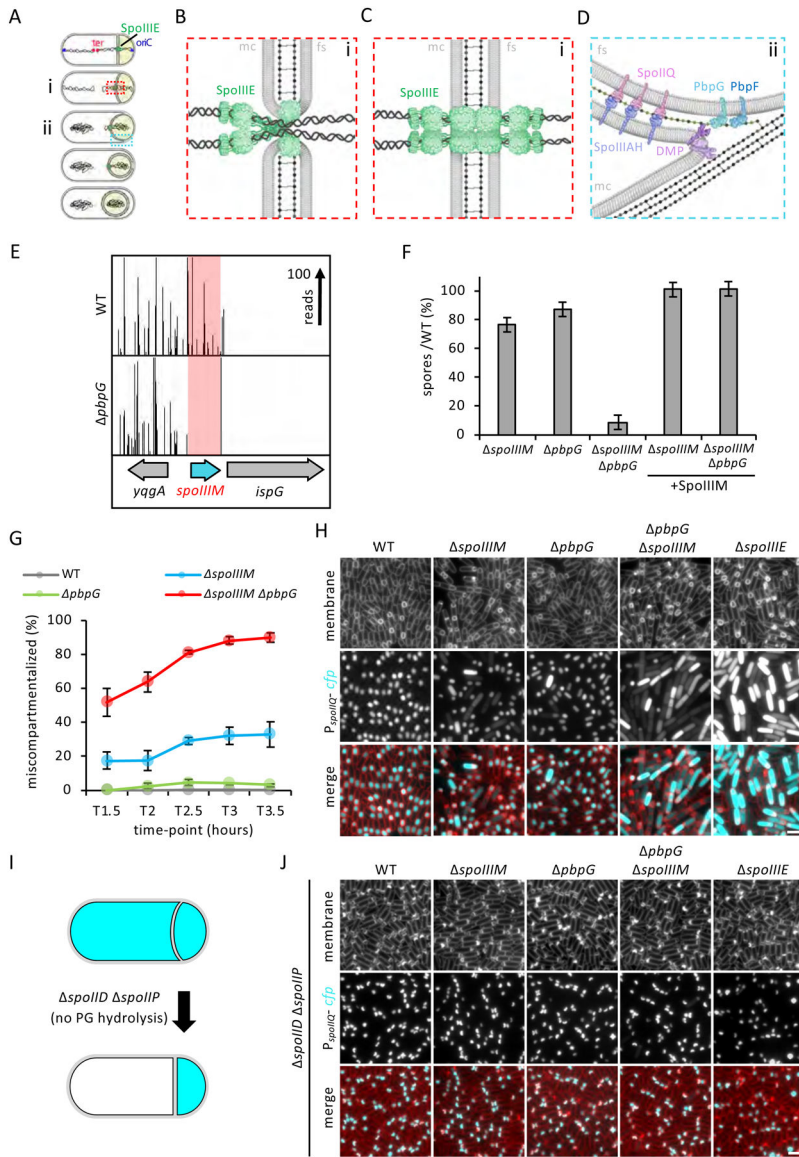 A
SpoIIIE
ter
oriC
i
ii
B
mc
fs
i
SpoIIIE
C
mc
fs
i
SpoIIIE
D
ii
fs
SpoIIQ
PbpG
PbpF
SpoIIIAH
DMP
mc
E
WT
100
reads
ΔpbpG
yqgA
spoIIIM
ispG
F
spores /WT (%)
100
80
60
40
20
0
ΔspoIIIM
ΔpbpG
ΔspoIIIM
ΔpbpG
ΔspoIIIM
ΔspoIIIM
ΔpbpG
+SpoIIIM
G
WT
ΔspoIIIM
ΔpbpG
ΔspoIIIM ΔpbpG
miscompartmentalized (%)
100
80
60
40
20
0
T1.5
T2
T2.5
T3
T3.5
time-point (hours)
H
WT
ΔspoIIIM
ΔpbpG
ΔpbpG
ΔspoIIIM
ΔspoIIIE
membrane
PspoIIQ- cfp
merge
I
ΔspoIID ΔspoIIP
(no PG hydrolysis)
J
WT
ΔspoIIIM
ΔpbpG
ΔpbpG
ΔspoIIIM
ΔspoIIIE
ΔspoIID ΔspoIIP
membrane
PspoIIQ- cfp
merge